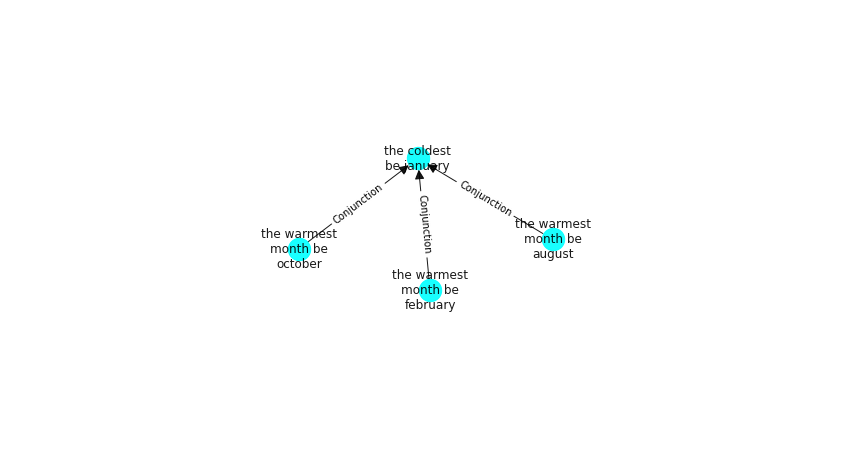 the coldest
be january
Conjunction
Conjunction
Conjunction
the warmest
month be
october
the warmest
month be
august
the warmest
month be
february